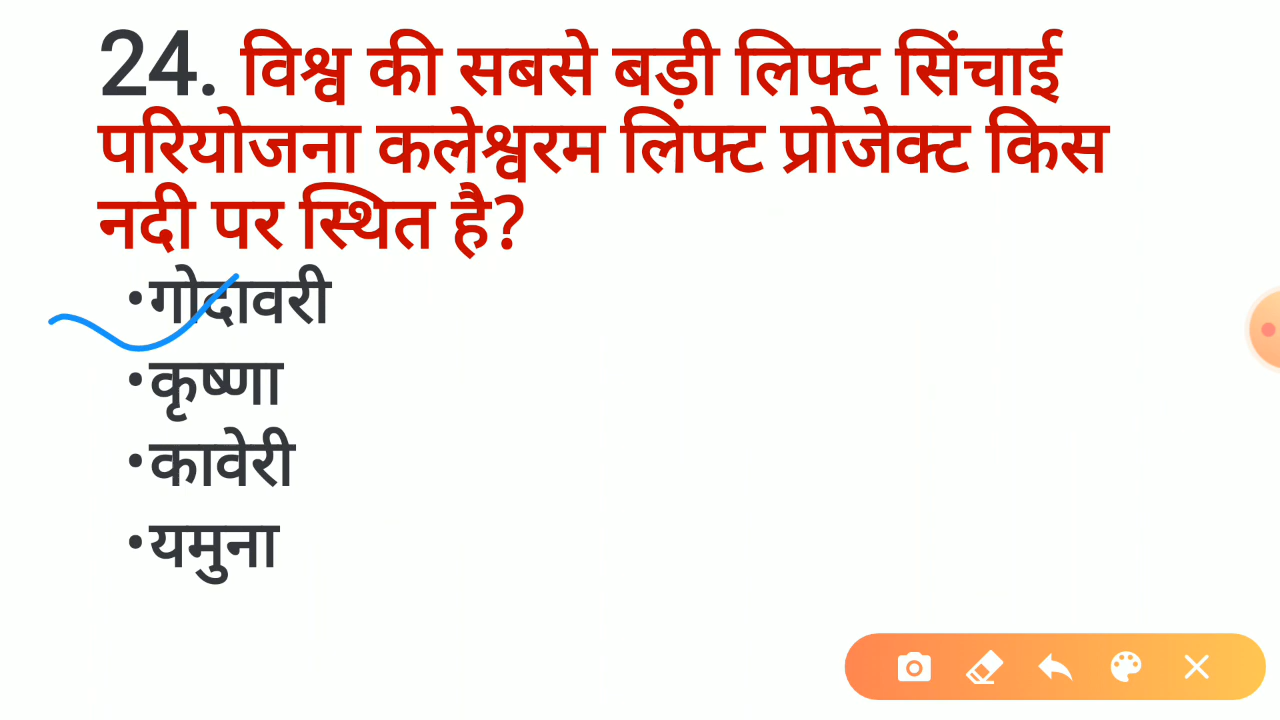 24. विश्व की सबसे बड़ी लिफ्ट सिंचाई
परियोजना कलेश्वरम लिफ्ट प्रोजेक्ट किस
नदी पर स्थित है?
•गोदावरी
•कृष्णा
•कावेरी
•यमुना